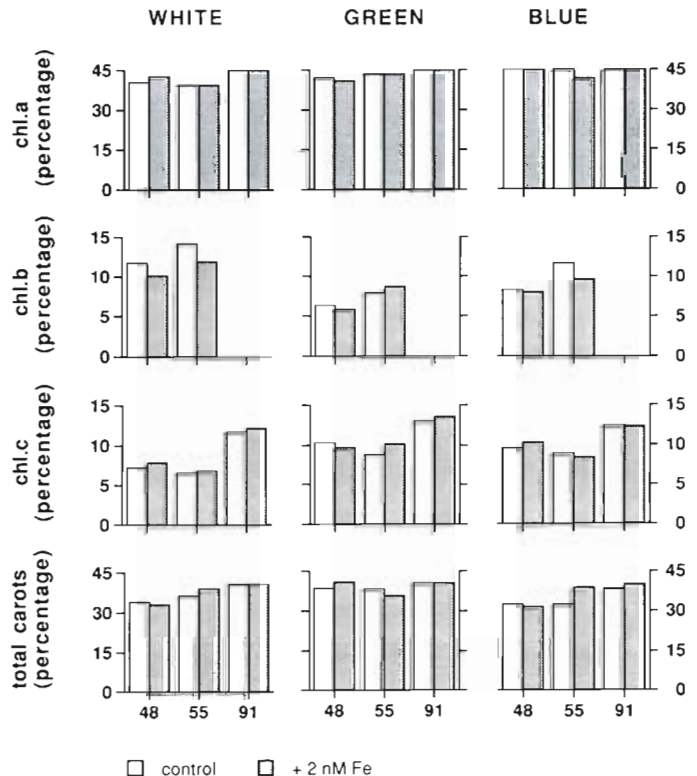 WHITE GREEN BLUE
chl.a
(percentage)
45 45
30 30
15 15
0 0
chl.b
(percentage)
15 15
10 10
5 5
0 0
chl.c
(percentage)
15 15
10 10
5 5
0 0
total carots
(percentage)
45 45
30 30
15 15
0 0
48 55 91 48 55 91 48 55 91
control + 2 nM Fe